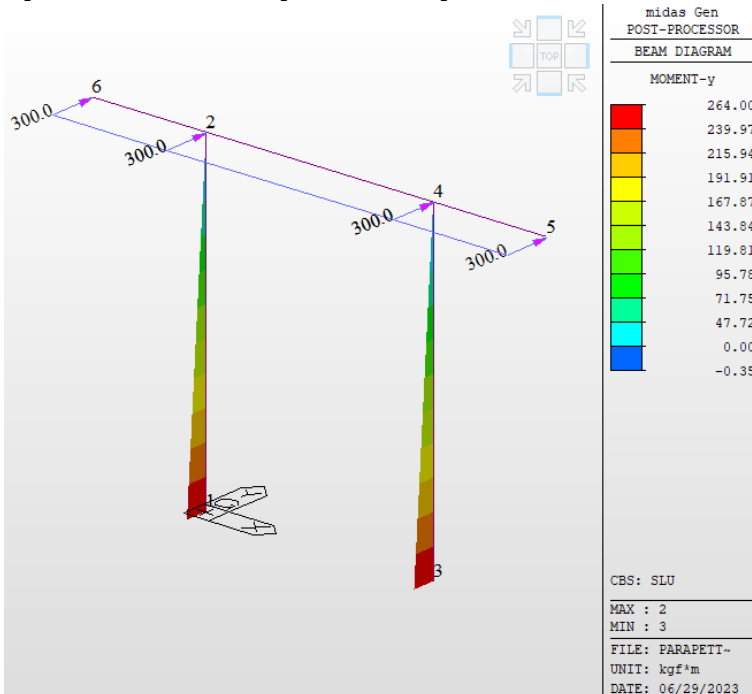 midas Gen
POST-PROCESSOR
BEAM DIAGRAM
MOMENT-y
264.00
239.97
215.94
191.91
167.87
143.84
119.81
95.78
71.75
47.72
0.00
-0.35
TOP
6
300.0
2
300.0
4
300.0
5
300.0
1
Y
X
3
CBS: SLU
MAX : 2
MIN : 3
FILE: PARAPETT~
UNIT: kgf*m
DATE: 06/29/2023